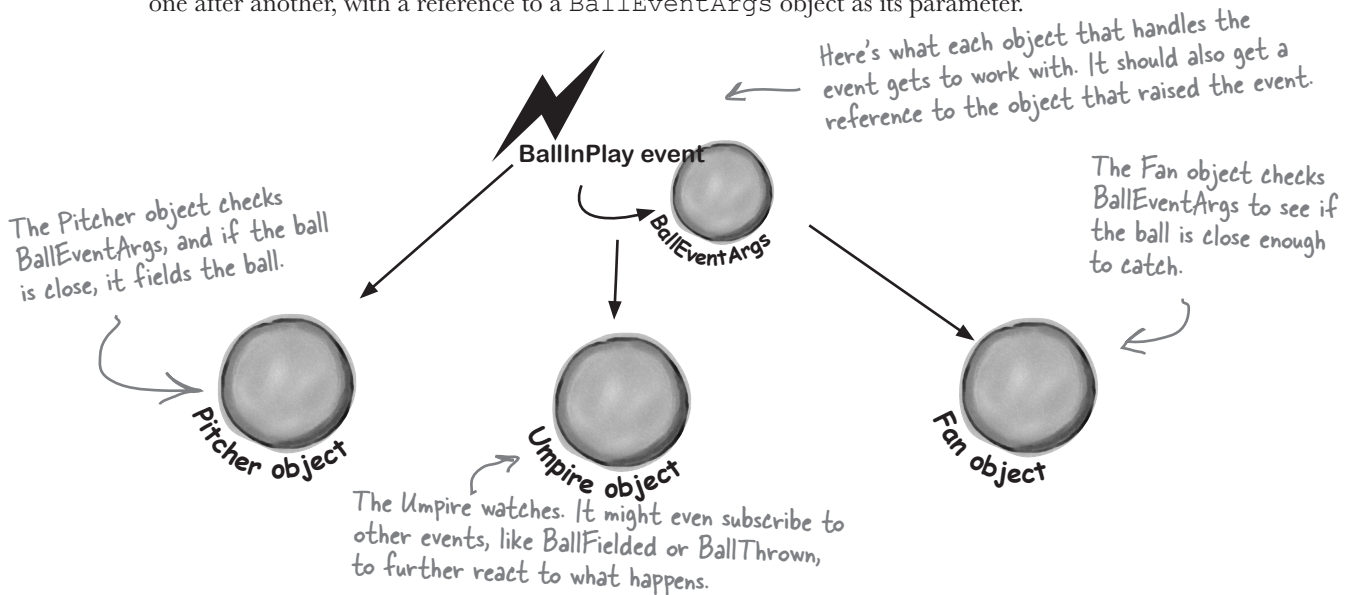 one after another, with a reference to a BallEventArgs object as its parameter.
Here's what each object that handles the
event gets to work with. It should also get a
reference to the object that raised the event.
BallInPlay event
BallEventArgs
The Pitcher object checks
BallEventArgs, and if the ball
is close, it fields the ball.
The Fan object checks
BallEventArgs to see if
the ball is close enough
to catch.
Pitcher object
Umpire object
Fan object
The Umpire watches. It might even subscribe to
other events, like BallFielded or BallThrown,
to further react to what happens.